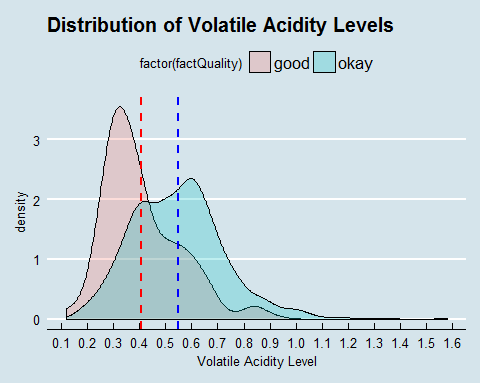 Distribution of Volatile Acidity Levels
factor(factQuality) good okay
density
3
2
1
0
0.1 0.2 0.3 0.4 0.5 0.6 0.7 0.8 0.9 1.0 1.1 1.2 1.3 1.4 1.5 1.6
Volatile Acidity Level